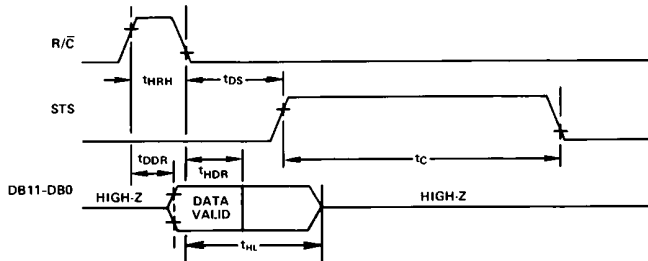 R/C̅
tHRH
tDS
STS
tC
tDDR
tHDR
DB11-DB0
HIGH-Z
DATA
VALID
HIGH-Z
tHL